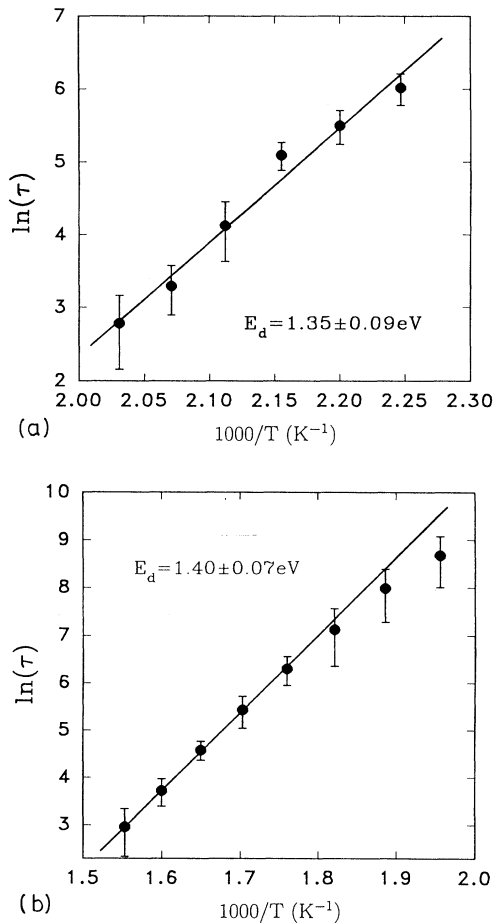 7
6
5
4
3
2
ln(τ)
E_d=1.35±0.09eV
2.00 2.05 2.10 2.15 2.20 2.25 2.30
1000/T (K⁻¹)
(a)
10
9
8
7
6
5
4
3
ln(τ)
E_d=1.40±0.07eV
1.5 1.6 1.7 1.8 1.9 2.0
1000/T (K⁻¹)
(b)